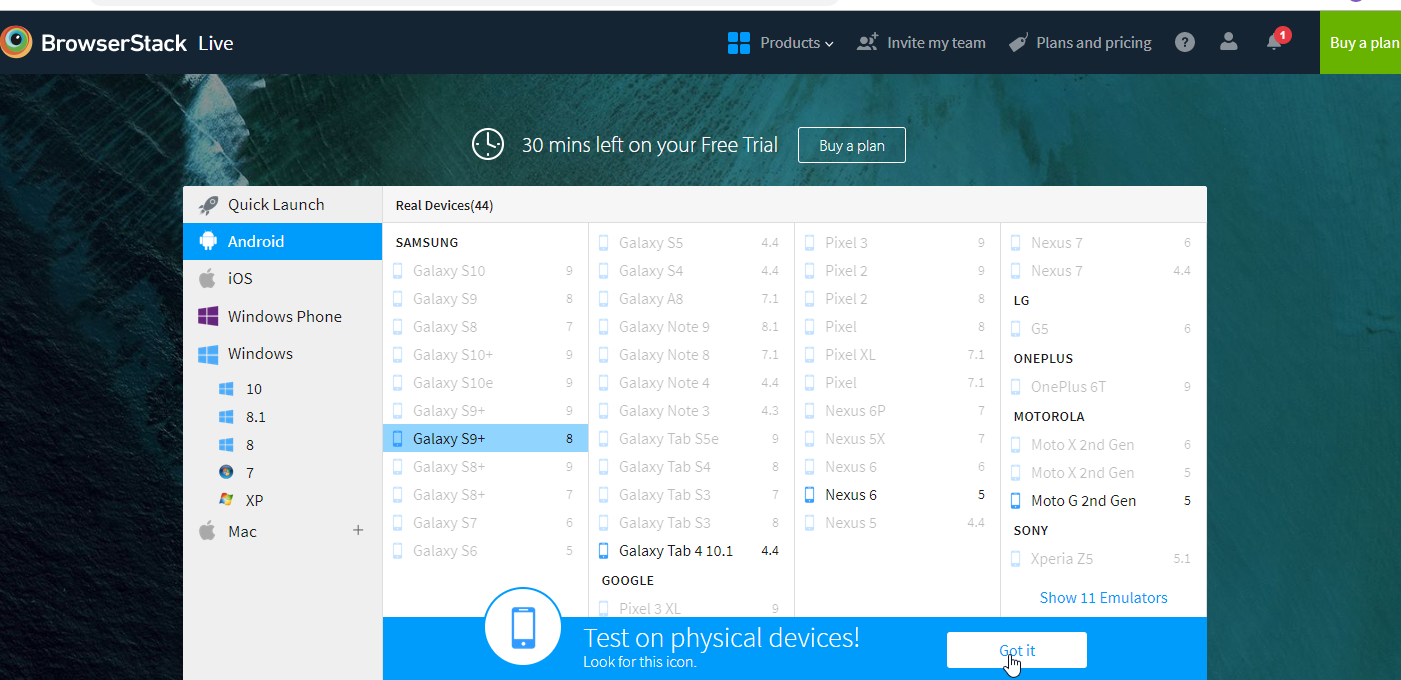 BrowserStack Live
Products
Invite my team
Plans and pricing
?
1
Buy a plan
30 mins left on your Free Trial
Buy a plan
Quick Launch
Android
iOS
Windows Phone
Windows
10
8.1
8
7
XP
Mac +
Real Devices(44)
SAMSUNG
Galaxy S10 9
Galaxy S9 8
Galaxy S8 7
Galaxy S10+ 9
Galaxy S10e 9
Galaxy S9+ 9
Galaxy S9+ 8
Galaxy S8+ 9
Galaxy S8+ 7
Galaxy S7 6
Galaxy S6 5
Galaxy S5 4.4
Galaxy S4 4.4
Galaxy A8 7.1
Galaxy Note 9 8.1
Galaxy Note 8 7.1
Galaxy Note 4 4.4
Galaxy Note 3 4.3
Galaxy Tab S5e 9
Galaxy Tab S4 8
Galaxy Tab S3 7
Galaxy Tab S3 8
Galaxy Tab 4 10.1 4.4
GOOGLE
Pixel 3 XL 9
Pixel 3 9
Pixel 2 9
Pixel 2 8
Pixel 8
Pixel XL 7.1
Pixel 7.1
Nexus 6P 7
Nexus 5X 7
Nexus 6 6
Nexus 6 5
Nexus 5 4.4
Nexus 7 6
Nexus 7 4.4
LG
G5 6
ONEPLUS
OnePlus 6T 9
MOTOROLA
Moto X 2nd Gen 6
Moto X 2nd Gen 5
Moto G 2nd Gen 5
SONY
Xperia Z5 5.1
Show 11 Emulators
Test on physical devices!
Look for this icon.
Got it